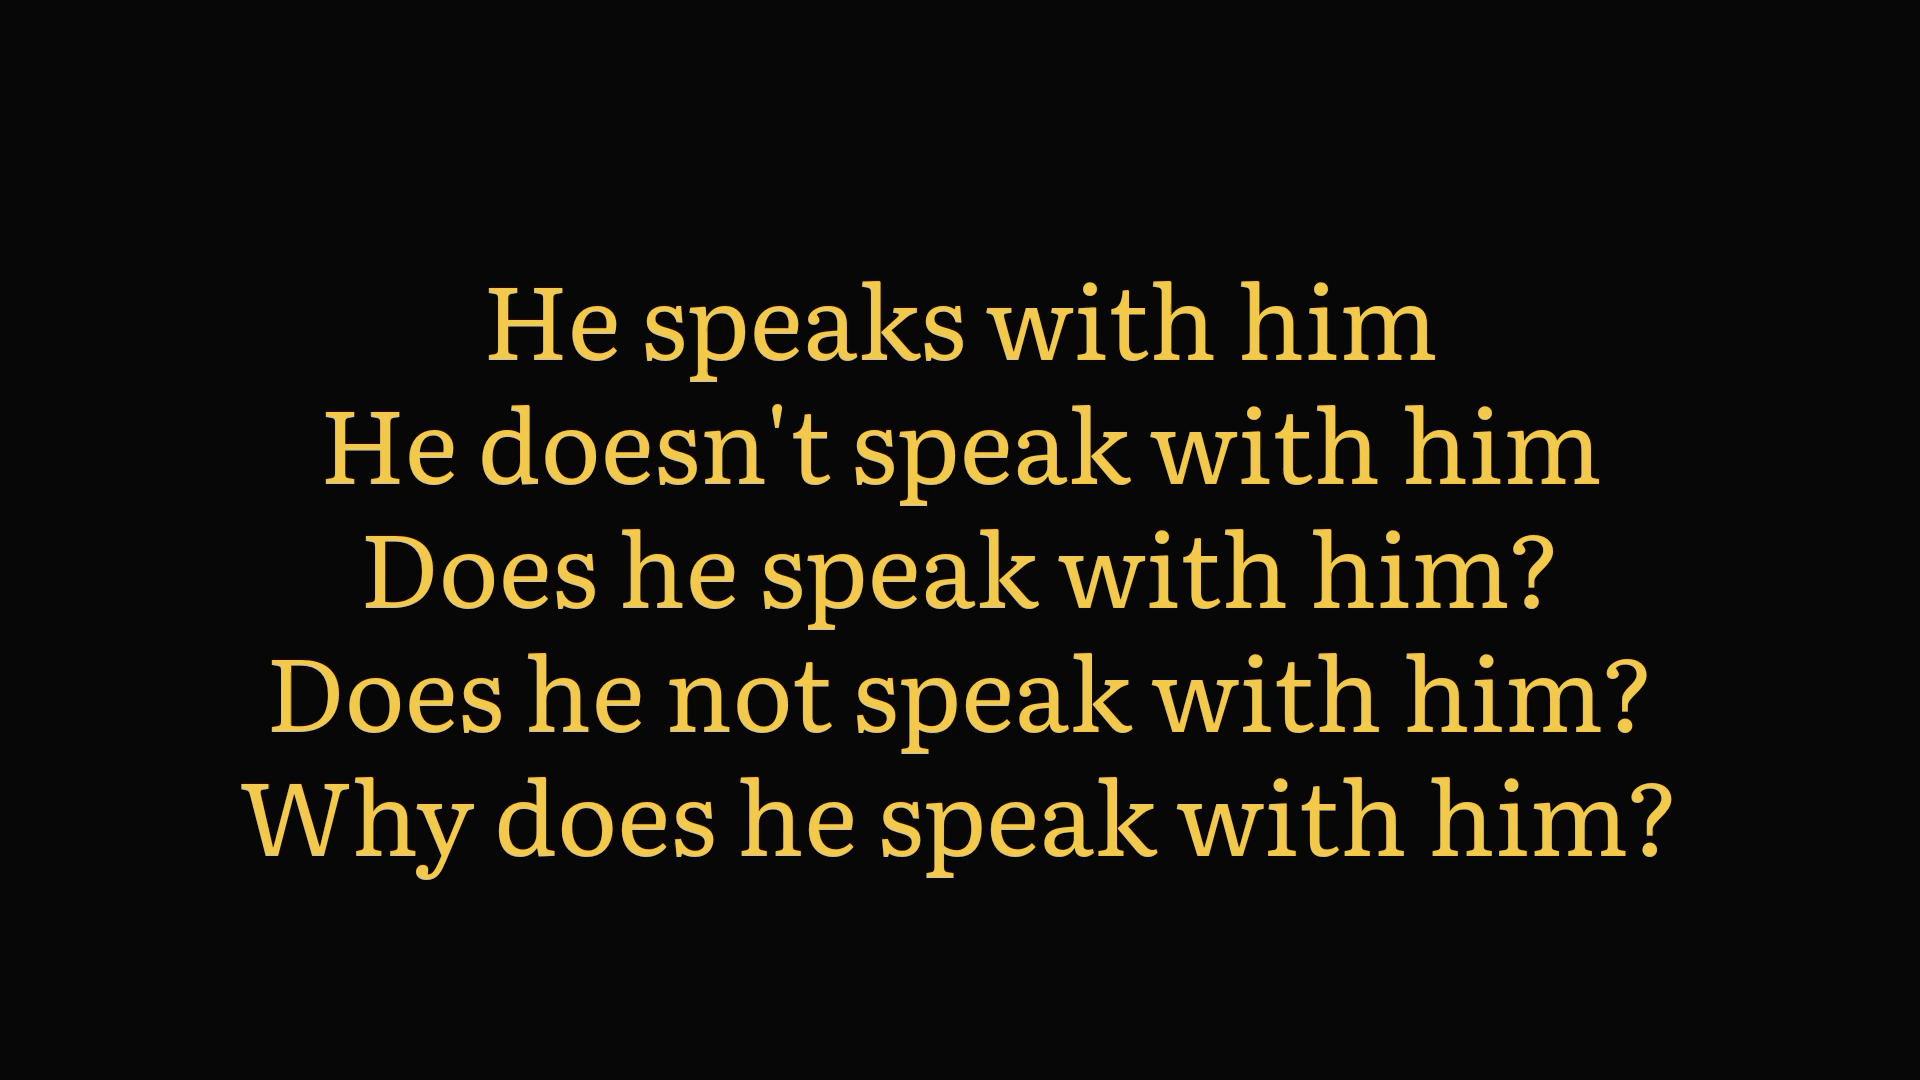 He speaks with him
He doesn't speak with him
Does he speak with him?
Does he not speak with him?
Why does he speak with him?